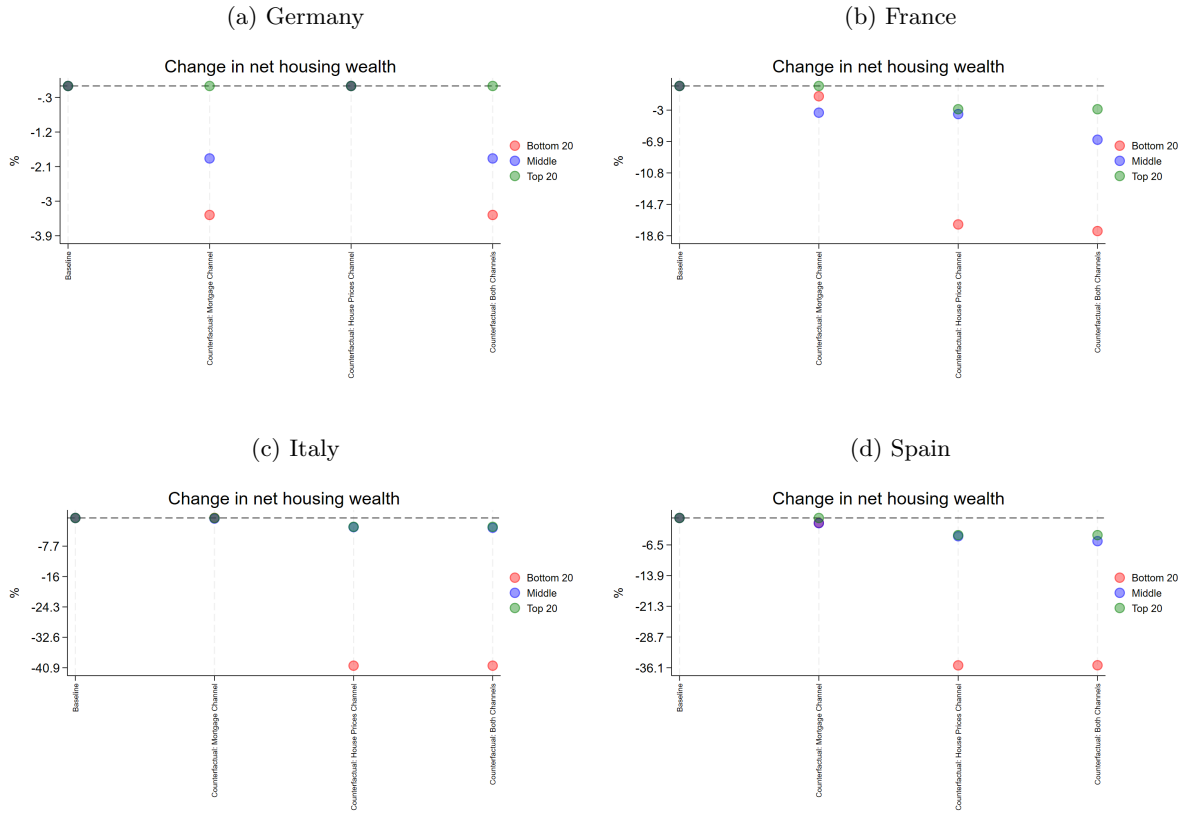 (a) Germany
Change in net housing wealth
%
-.3
-1.2
-2.1
-3
-3.9
Baseline
Counterfactual: Mortgage Channel
Counterfactual: House Prices Channel
Counterfactual: Both Channels
Bottom 20
Middle
Top 20
(b) France
Change in net housing wealth
%
-3
-6.9
-10.8
-14.7
-18.6
Baseline
Counterfactual: Mortgage Channel
Counterfactual: House Prices Channel
Counterfactual: Both Channels
Bottom 20
Middle
Top 20
(c) Italy
Change in net housing wealth
%
-7.7
-16
-24.3
-32.6
-40.9
Baseline
Counterfactual: Mortgage Channel
Counterfactual: House Prices Channel
Counterfactual: Both Channels
Bottom 20
Middle
Top 20
(d) Spain
Change in net housing wealth
%
-6.5
-13.9
-21.3
-28.7
-36.1
Baseline
Counterfactual: Mortgage Channel
Counterfactual: House Prices Channel
Counterfactual: Both Channels
Bottom 20
Middle
Top 20